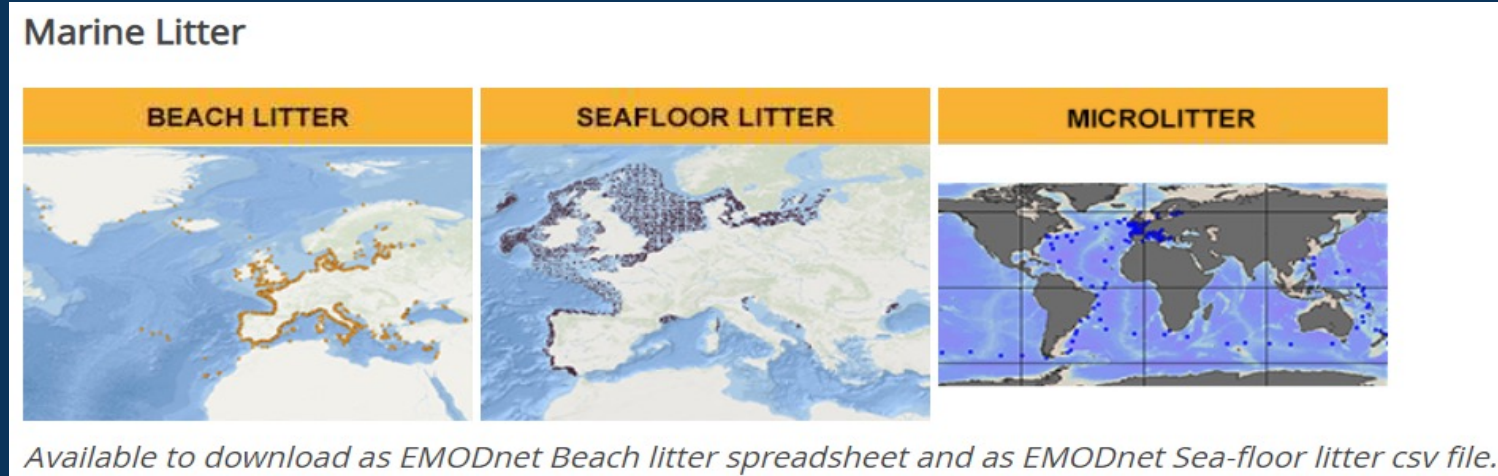 Marine Litter
BEACH LITTER
SEAFLOOR LITTER
MICROLITTER
Available to download as EMODnet Beach litter spreadsheet and as EMODnet Sea-floor litter csv file.